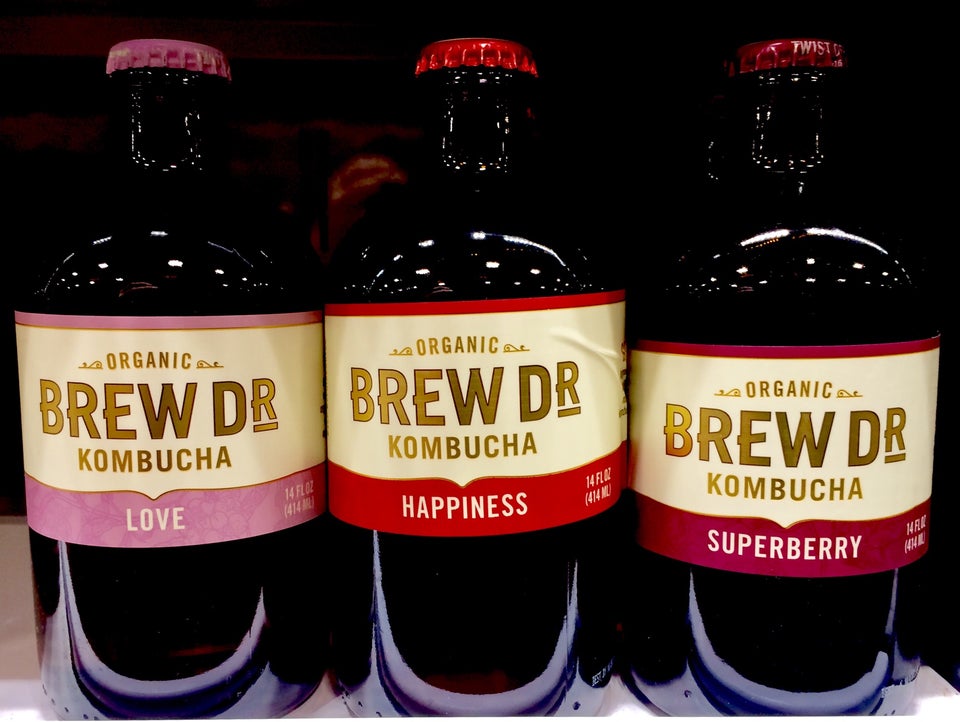 ORGANIC
BREW DR
KOMBUCHA
LOVE
14 FL OZ
(414 ML)
ORGANIC
BREW DR
KOMBUCHA
HAPPINESS
14 FL OZ
(414 ML)
TWIST
ORGANIC
BREW DR
KOMBUCHA
SUPERBERRY
14 FL OZ
(414 ML)